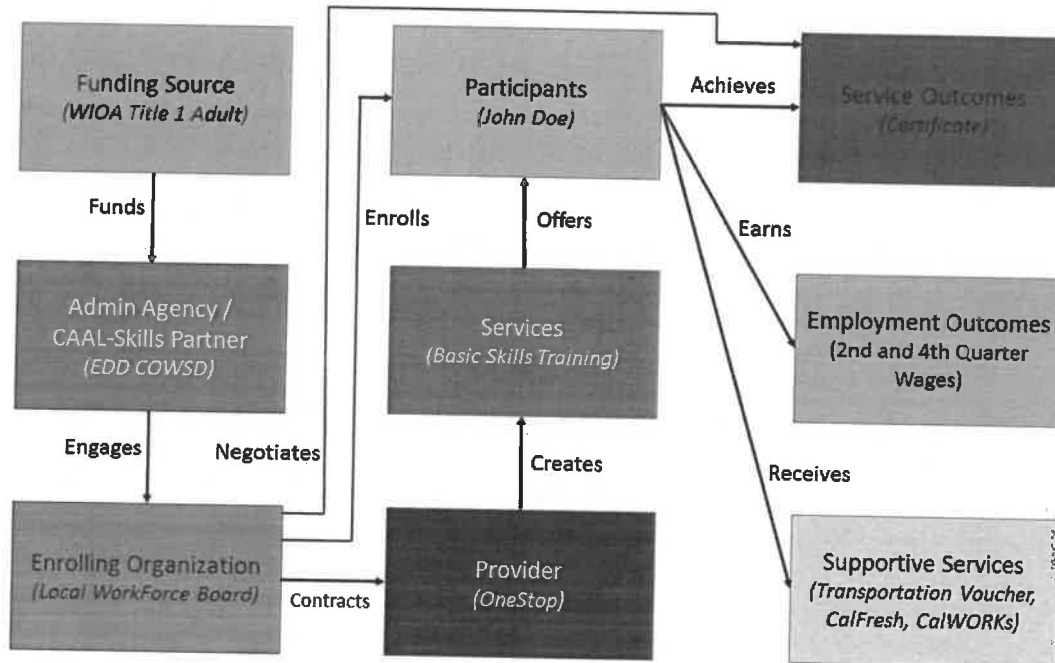 Funding Source
(WIOA Title 1 Adult)
Funds
Admin Agency /
CAAL-Skills Partner
(EDD COWSD)
Engages
Enrolling Organization
(Local WorkForce Board)
Negotiates
Enrolls
Contracts
Participants
(John Doe)
Offers
Services
(Basic Skills Training)
Creates
Provider
(OneStop)
Achieves
Service Outcomes
(Certificate)
Earns
Employment Outcomes
(2nd and 4th Quarter
Wages)
Receives
Supportive Services
(Transportation Voucher,
CalFresh, CalWORKs)